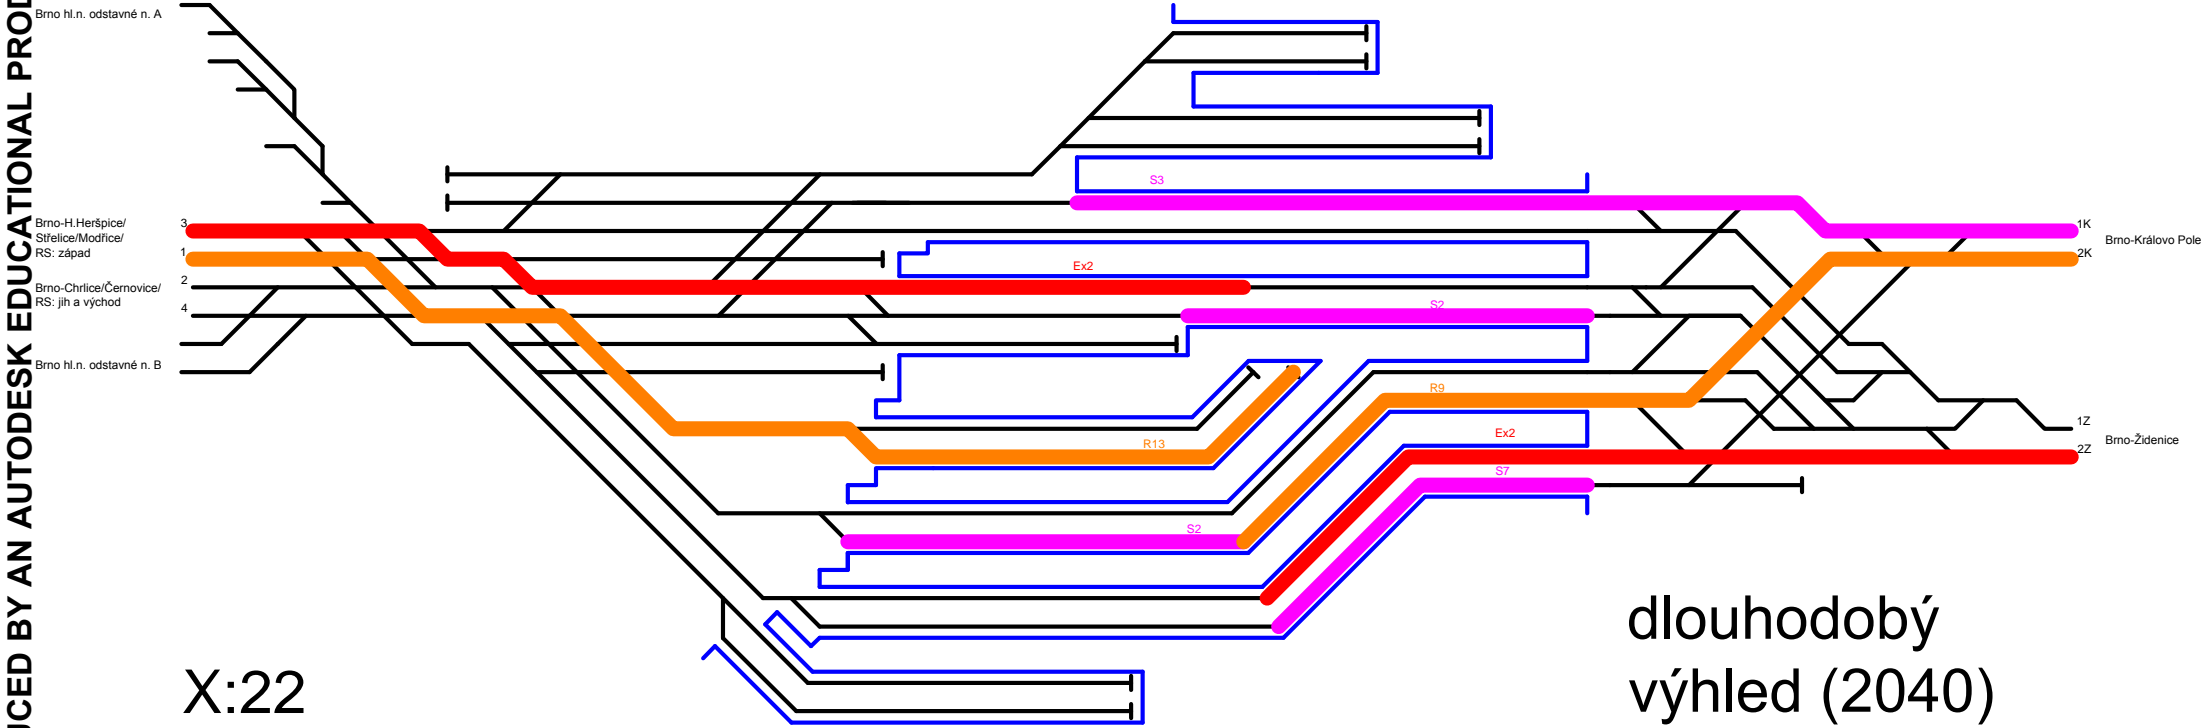 UCED BY AN AUTODESK EDUCATIONAL PROD
Brno hl.n. odstavné n. A
Brno-H.Heršpice/
Střelice/Modřice/
RS: západ
3
1
Brno-Chrlice/Černovice/
RS: jih a východ
2
4
Brno hl.n. odstavné n. B
S3
Ex2
S2
R9
R13
Ex2
S7
S2
1K
2K
Brno-Královo Pole
1Z
2Z
Brno-Židenice
X:22
dlouhodobý
výhled (2040)